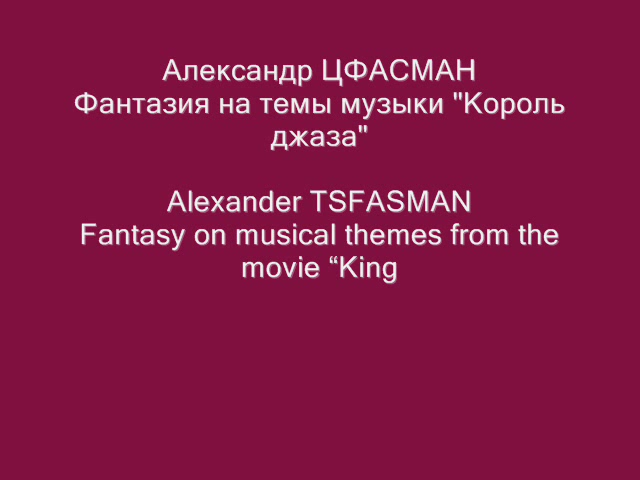 Александр ЦФАСМАН
Фантазия на темы музыки "Король
джаза"
Alexander TSFASMAN
Fantasy on musical themes from the
movie “King